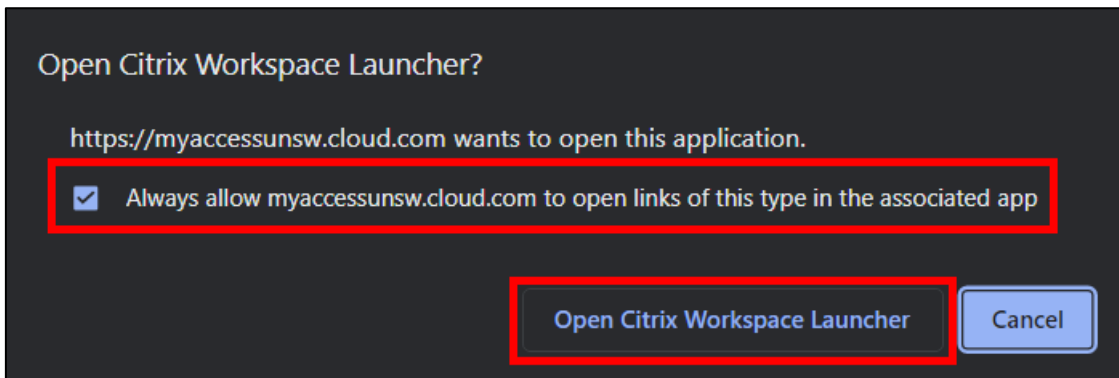 Open Citrix Workspace Launcher?
https://myaccessunsw.cloud.com wants to open this application.
Always allow myaccessunsw.cloud.com to open links of this type in the associated app
Open Citrix Workspace Launcher
Cancel